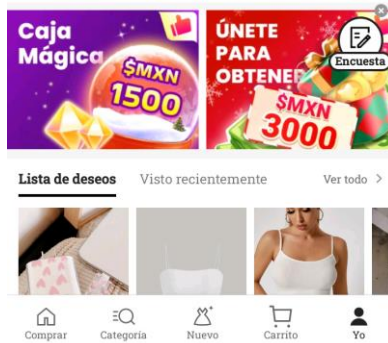 Caja
Mágica
$MXN
1500
ÚNETE
PARA
OBTENER
$MXN
3000
Encuesta
Lista de deseos
Visto recientemente
Ver todo >
Comprar
Categoría
Nuevo
Carrito
Yo